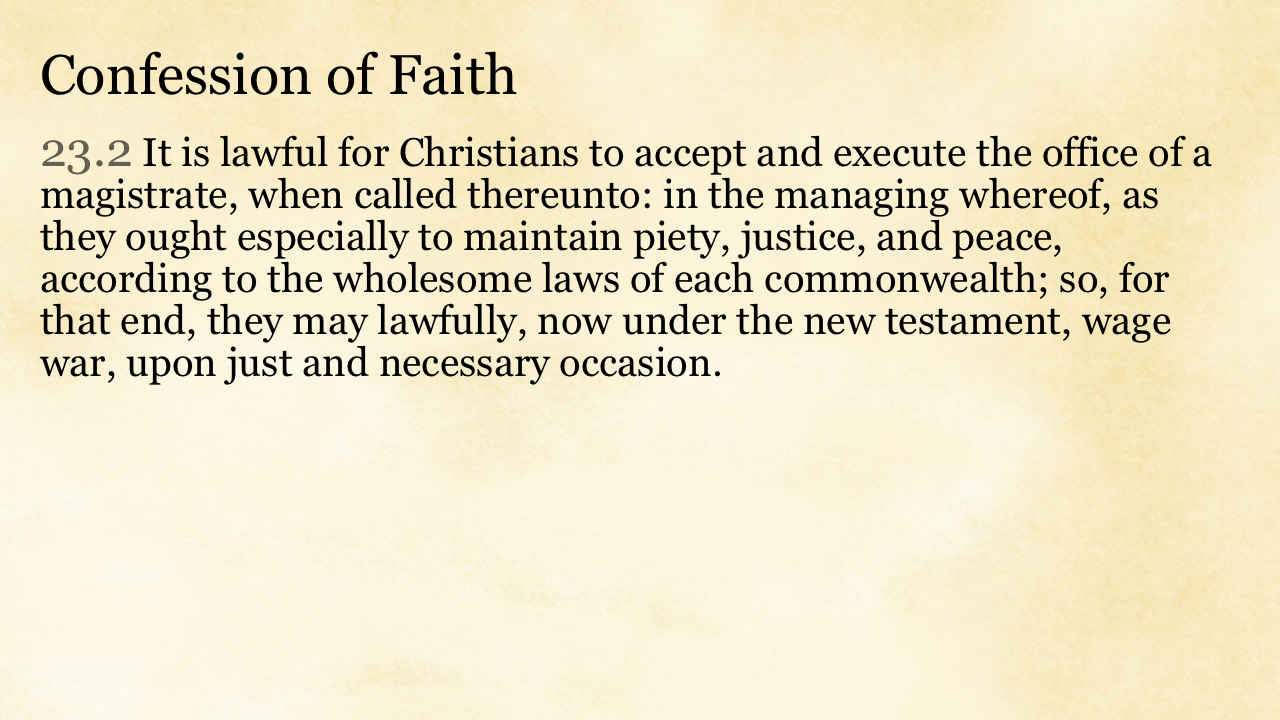 Confession of Faith
23.2 It is lawful for Christians to accept and execute the office of a
magistrate, when called thereunto: in the managing whereof, as
they ought especially to maintain piety, justice, and peace,
according to the wholesome laws of each commonwealth; so, for
that end, they may lawfully, now under the new testament, wage
war, upon just and necessary occasion.